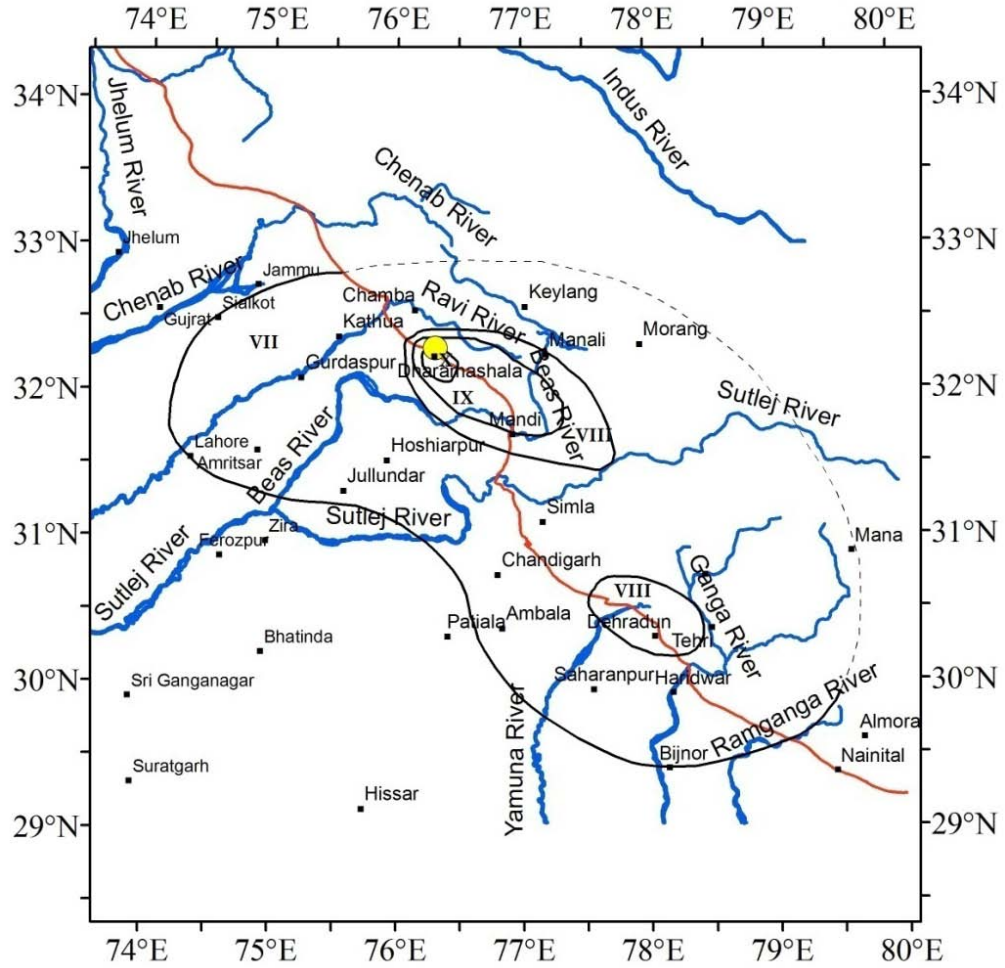 74°E 75°E 76°E 77°E 78°E 79°E 80°E
34°N
34°N
Jhelum River
Indus River
Chenab River
33°N
33°N
Jhelum
Chenab River
Jammu
Sialkot
Gujrat
Chamba
Ravi River
Keylang
Kathua
Manali
Morang
VII
Gurdaspur
X
Dharamashala
Beas River
32°N
32°N
IX
Mandi
VIII
Sutlej River
Lahore
Amritsar
Beas River
Hoshiarpur
Jullundar
Sutlej River
Simla
31°N
31°N
Zira
Ferozpur
Sutlej River
Mana
Chandigarh
Ganga River
VIII
Patiala
Ambala
Dehradun
Tehri
Bhatinda
30°N
30°N
Sri Ganganagar
Saharanpur
Haridwar
Ramganga River
Yamuna River
Almora
Nainital
Suratgarh
Bijnor
Hissar
29°N
29°N
74°E 75°E 76°E 77°E 78°E 79°E 80°E